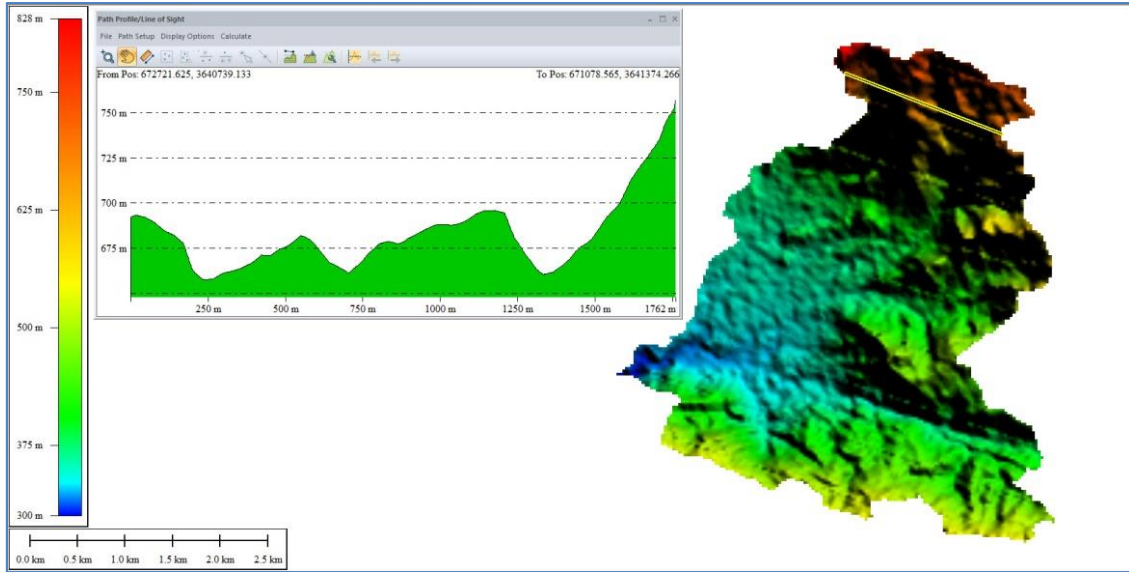 828 m
750 m
625 m
500 m
375 m
300 m
0.0 km 0.5 km 1.0 km 1.5 km 2.0 km 2.5 km
Path Profile/Line of Sight
File Path Setup Display Options Calculate
From Pos: 672721.625, 3640739.133 To Pos: 671078.565, 3641374.266
750 m
725 m
700 m
675 m
250 m 500 m 750 m 1000 m 1250 m 1500 m 1762 m